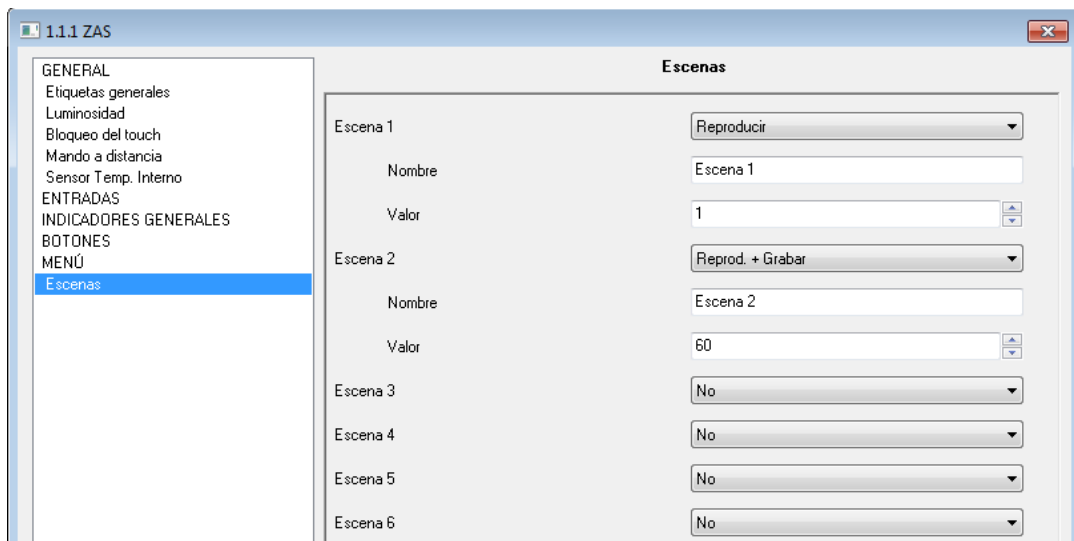 1.1.1 ZAS
GENERAL
Etiquetas generales
Luminosidad
Bloqueo del touch
Mando a distancia
Sensor Temp. Interno
ENTRADAS
INDICADORES GENERALES
BOTONES
MENÚ
Escenas
Escenas
Escena 1 Reproducir
Nombre Escena 1
Valor 1
Escena 2 Reprod. + Grabar
Nombre Escena 2
Valor 60
Escena 3 No
Escena 4 No
Escena 5 No
Escena 6 No